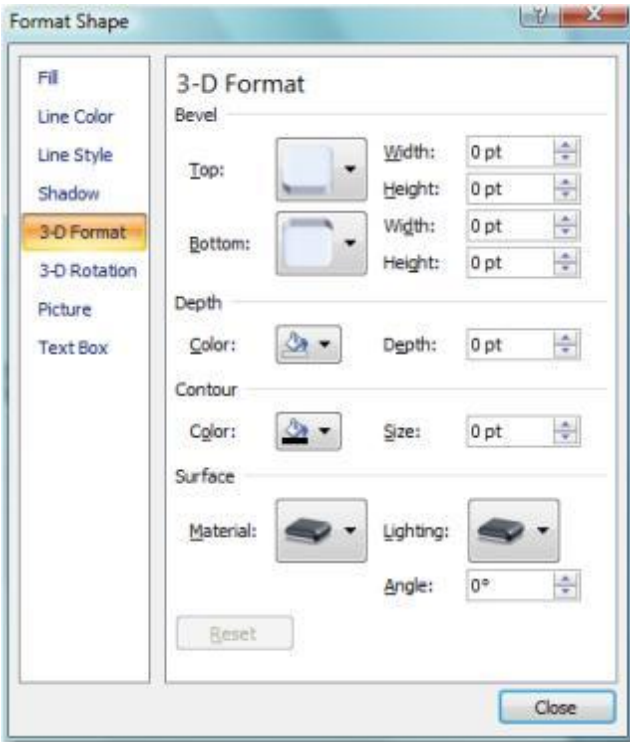 Format Shape
?
X
Fill
Line Color
Line Style
Shadow
3-D Format
3-D Rotation
Picture
Text Box
3-D Format
Bevel
Top:
Width: 0 pt
Height: 0 pt
Bottom:
Width: 0 pt
Height: 0 pt
Depth
Color:
Depth: 0 pt
Contour
Color:
Size: 0 pt
Surface
Material:
Lighting:
Angle: 0°
Reset
Close